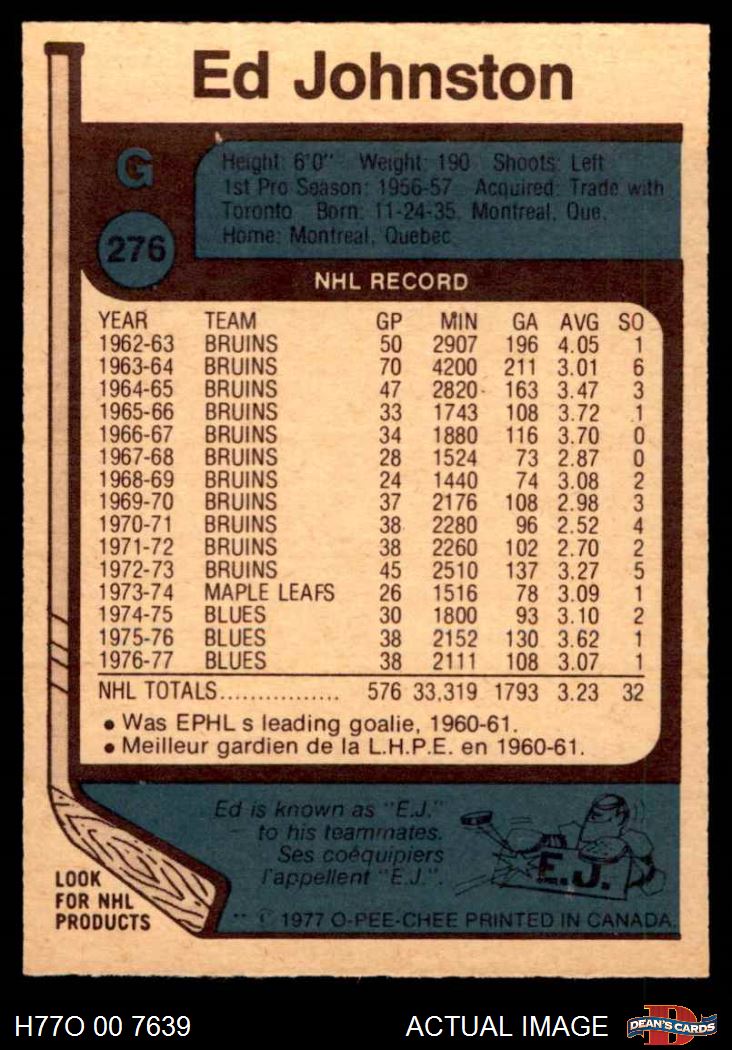 Ed Johnston
G
276
Height: 6'0" Weight: 190 Shoots: Left
1st Pro Season: 1956-57 Acquired: Trade with
Toronto Born: 11-24-35, Montreal, Que.
Home: Montreal, Quebec
NHL RECORD
YEAR TEAM GP MIN GA AVG SO
1962-63 BRUINS 50 2907 196 4.05 1
1963-64 BRUINS 70 4200 211 3.01 6
1964-65 BRUINS 47 2820 163 3.47 3
1965-66 BRUINS 33 1743 108 3.72 1
1966-67 BRUINS 34 1880 116 3.70 0
1967-68 BRUINS 28 1524 73 2.87 0
1968-69 BRUINS 24 1440 74 3.08 2
1969-70 BRUINS 37 2176 108 2.98 3
1970-71 BRUINS 38 2280 96 2.52 4
1971-72 BRUINS 38 2260 102 2.70 2
1972-73 BRUINS 45 2510 137 3.27 5
1973-74 MAPLE LEAFS 26 1516 78 3.09 1
1974-75 BLUES 30 1800 93 3.10 2
1975-76 BLUES 38 2152 130 3.62 1
1976-77 BLUES 38 2111 108 3.07 1
NHL TOTALS................ 576 33,319 1793 3.23 32
• Was EPHL s leading goalie, 1960-61.
• Meilleur gardien de la L.H.P.E. en 1960-61.
Ed is known as "E.J."
to his teammates.
Ses coéquipiers
l'appellent "E.J.".
E.J.
LOOK
FOR NHL
PRODUCTS
** © 1977 O-PEE-CHEE PRINTED IN CANADA.
H77O 00 7639 ACTUAL IMAGE
D
DEAN'S CARDS